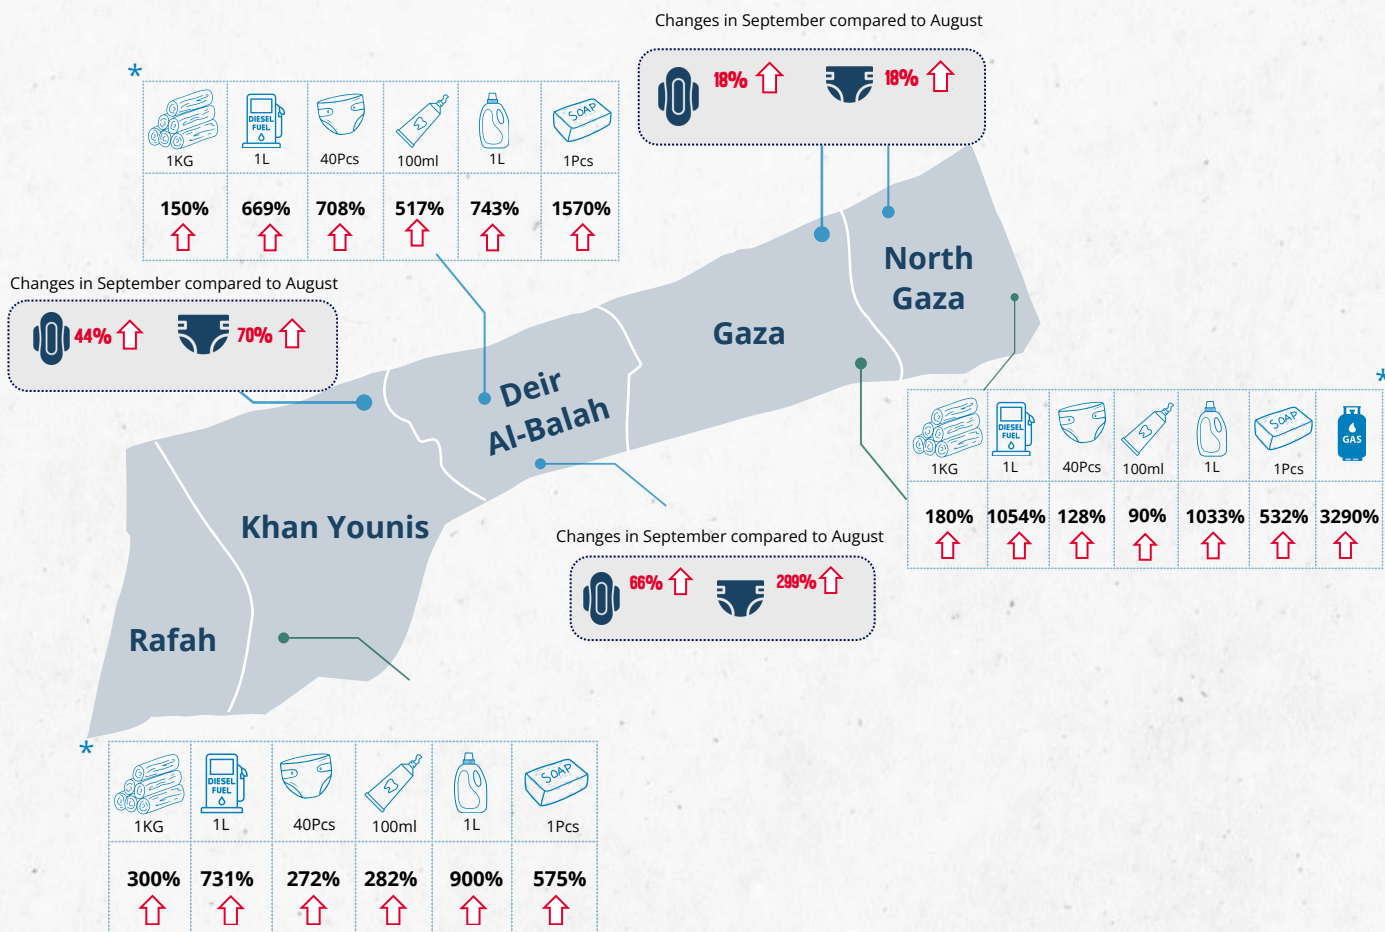 Changes in September compared to August
18% 18%
*
DIESEL FUEL SOAP
1KG 1L 40Pcs 100ml 1L 1Pcs
150% 669% 708% 517% 743% 1570%
Changes in September compared to August
44% 70%
North
Gaza
Gaza
Deir
Al-Balah
Khan Younis
Rafah
*
DIESEL FUEL SOAP GAS
1KG 1L 40Pcs 100ml 1L 1Pcs
180% 1054% 128% 90% 1033% 532% 3290%
Changes in September compared to August
66% 299%
*
DIESEL FUEL SOAP
1KG 1L 40Pcs 100ml 1L 1Pcs
300% 731% 272% 282% 900% 575%